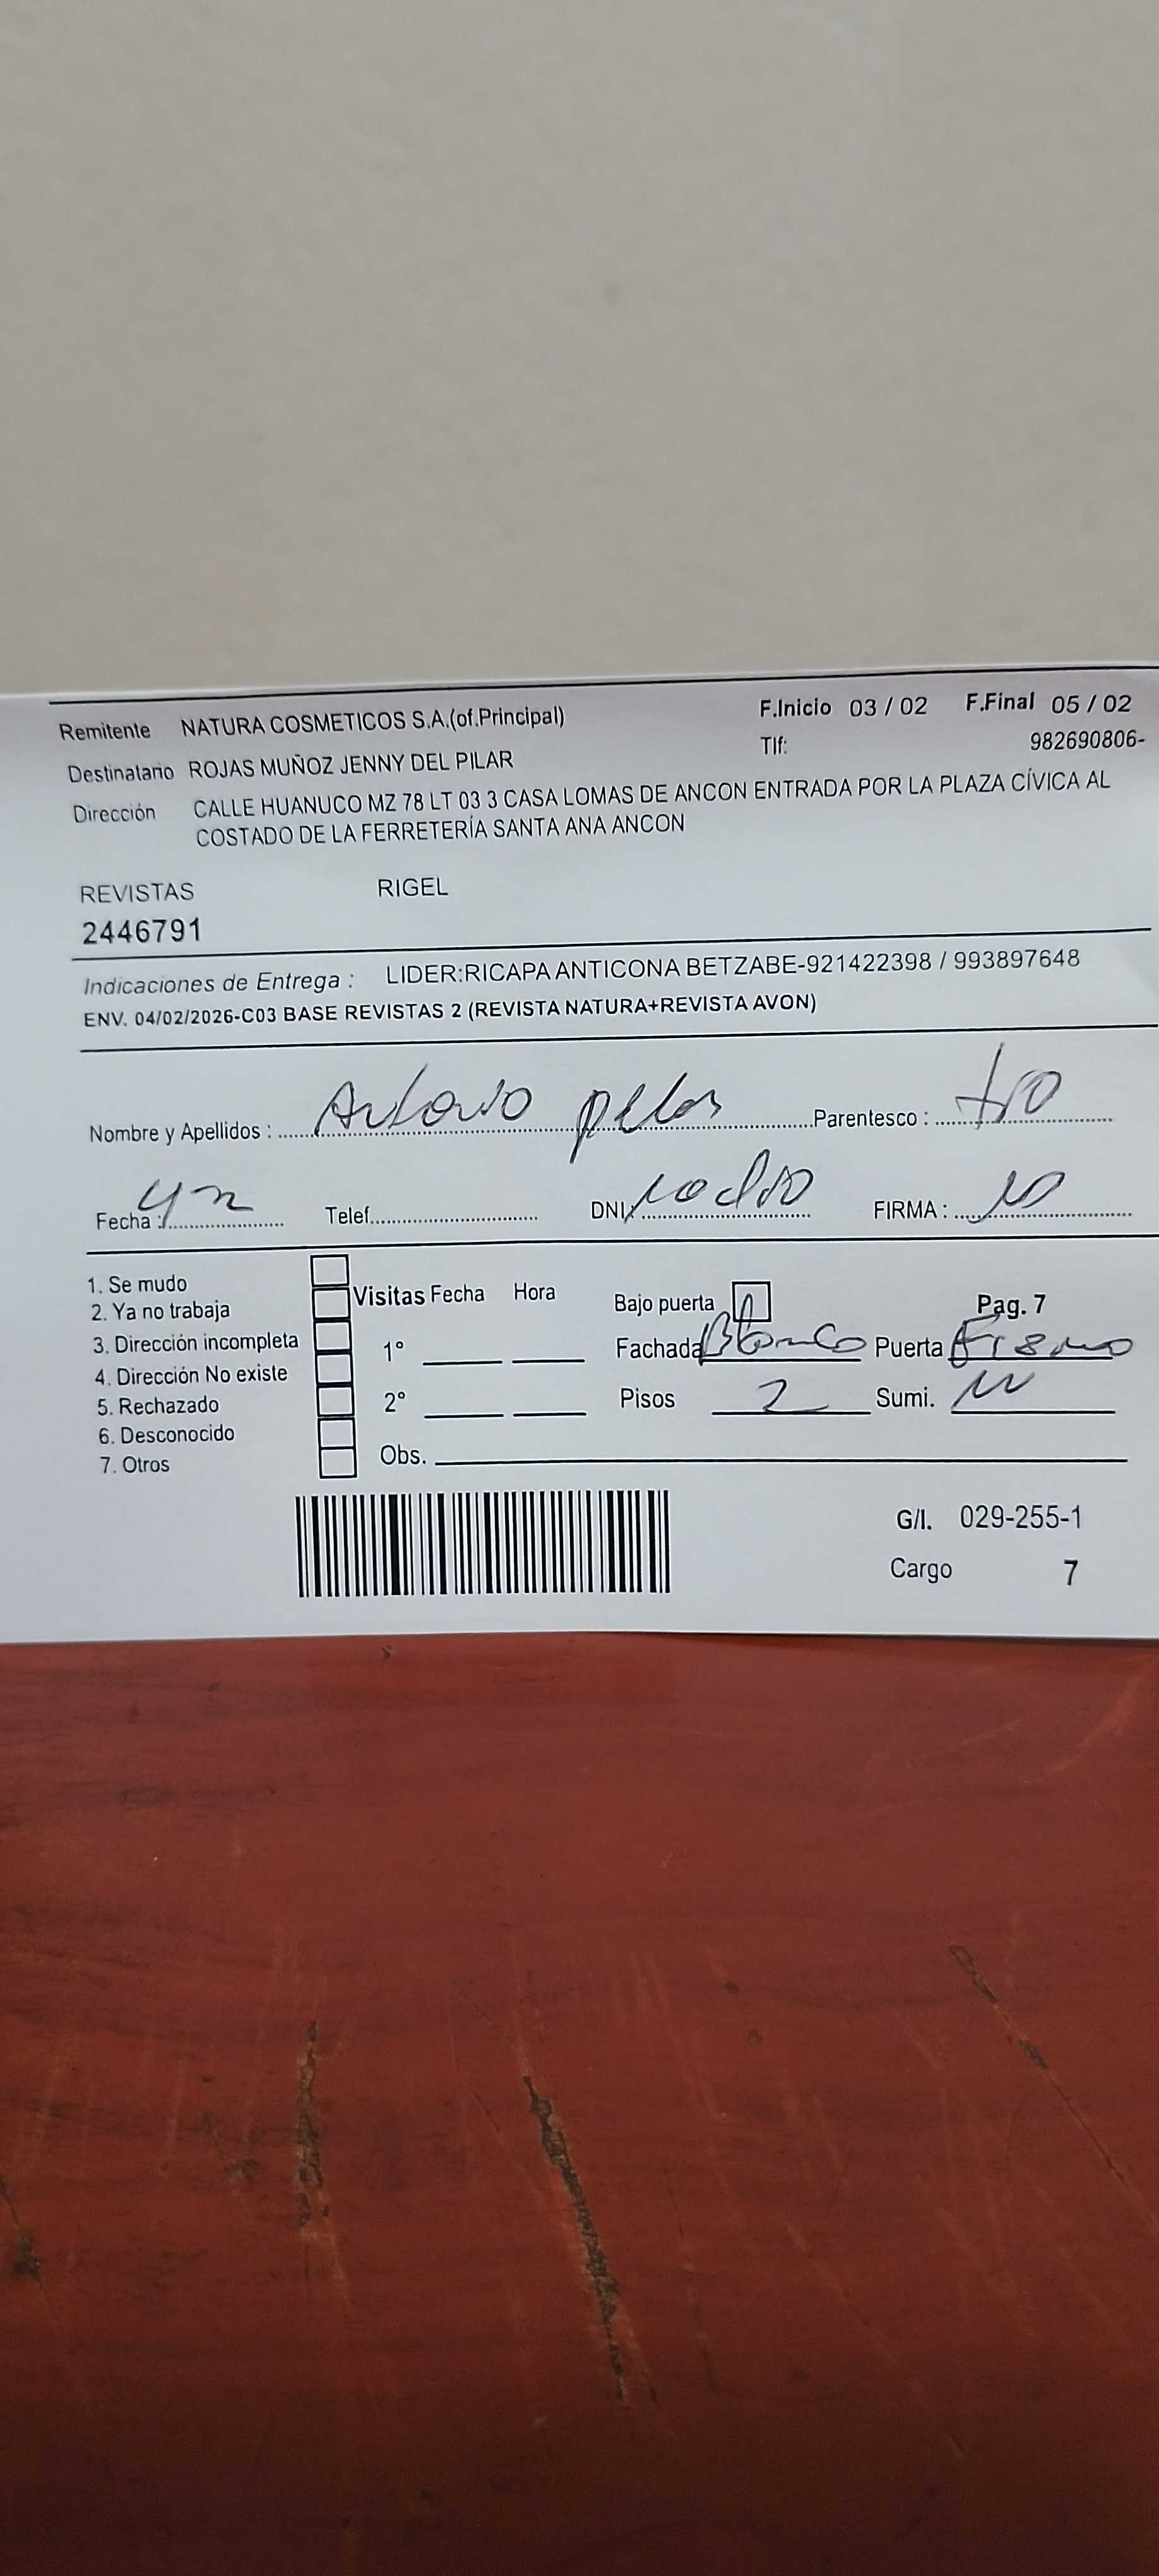 Remitente NATURA COSMETICOS S.A.(of.Principal) F.Inicio 03 / 02 F.Final 05 / 02
Tlf: 982690806-
Destinatario ROJAS MUÑOZ JENNY DEL PILAR
Dirección CALLE HUANUCO MZ 78 LT 03 3 CASA LOMAS DE ANCON ENTRADA POR LA PLAZA CÍVICA AL
COSTADO DE LA FERRETERÍA SANTA ANA ANCON
REVISTAS RIGEL
2446791
Indicaciones de Entrega : LIDER:RICAPA ANTICONA BETZABE-921422398 / 993897648
ENV. 04/02/2026-C03 BASE REVISTAS 2 (REVISTA NATURA+REVISTA AVON)
Nombre y Apellidos : Parentesco : tio
Fecha : Telef. DNI: FIRMA :
1. Se mudo
2. Ya no trabaja
3. Dirección incompleta
4. Dirección No existe
5. Rechazado
6. Desconocido
7. Otros
Visitas Fecha Hora
1°
2°
Obs.
Bajo puerta Pag. 7
Fachada Blanco Puerta Fierro
Pisos 2 Sumi.
G/I. 029-255-1
Cargo 7